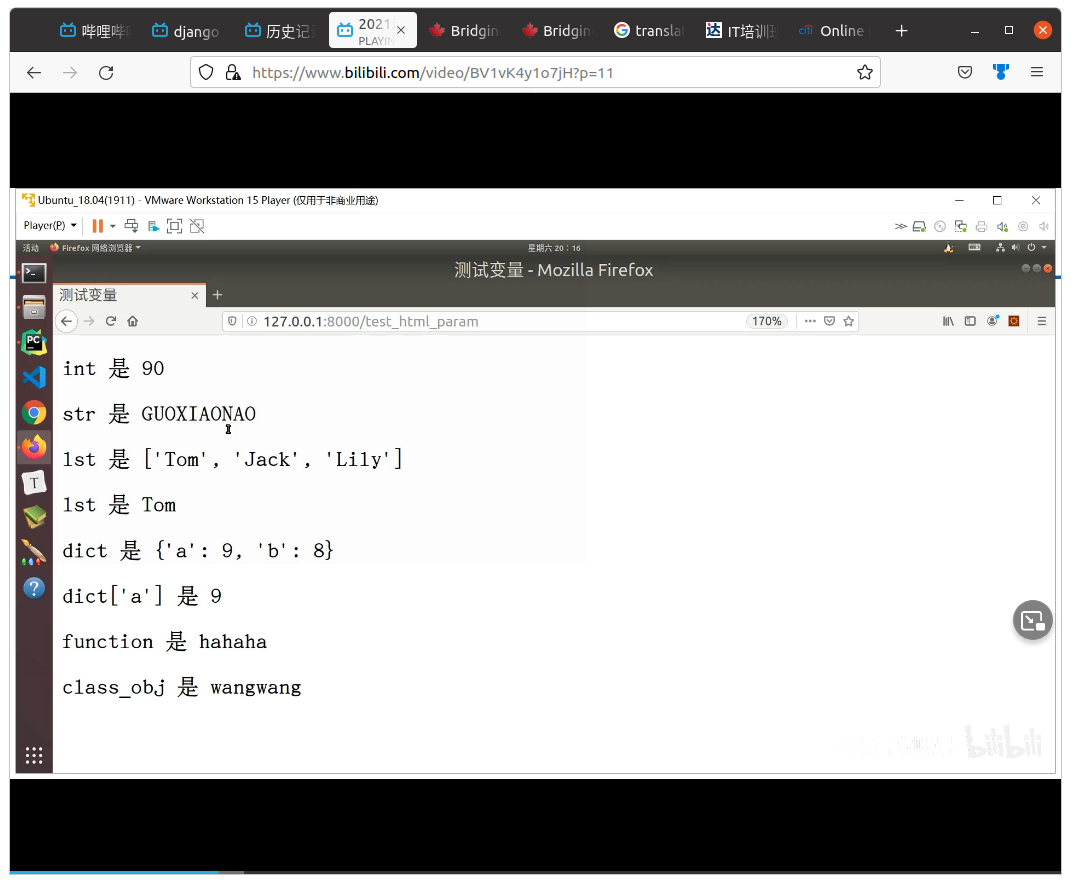 哔哩哔
django
历史记
2021
PLAYIN
Bridgin
Bridgin
transla
IT培训
citi Online
https://www.bilibili.com/video/BV1vK4y1o7jH?p=11
Ubuntu_18.04(1911) - VMware Workstation 15 Player (仅用于非商业用途)
Player(P)
活动 Firefox 网络浏览器 星期六 20：16
测试变量 - Mozilla Firefox
测试变量
127.0.0.1:8000/test_html_param 170%
int 是 90
str 是 GUOXIAONAO
lst 是 ['Tom', 'Jack', 'Lily']
lst 是 Tom
dict 是 {'a': 9, 'b': 8}
dict['a'] 是 9
function 是 hahaha
class_obj 是 wangwang
bilibili